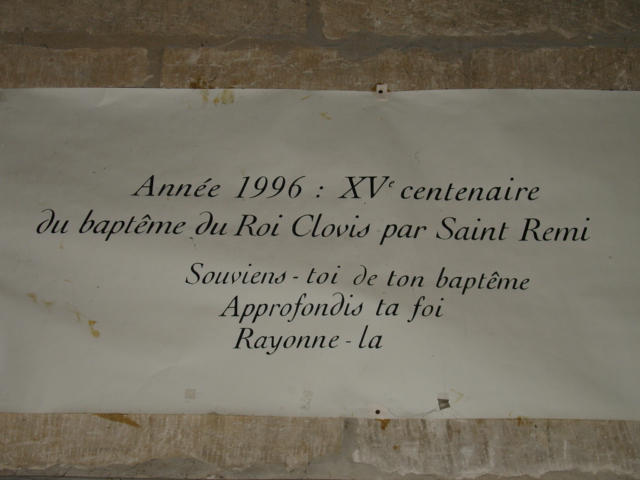 Année 1996 : XVe centenaire
du baptême du Roi Clovis par Saint Remi
Souviens-toi de ton baptême
Approfondis ta foi
Rayonne-la